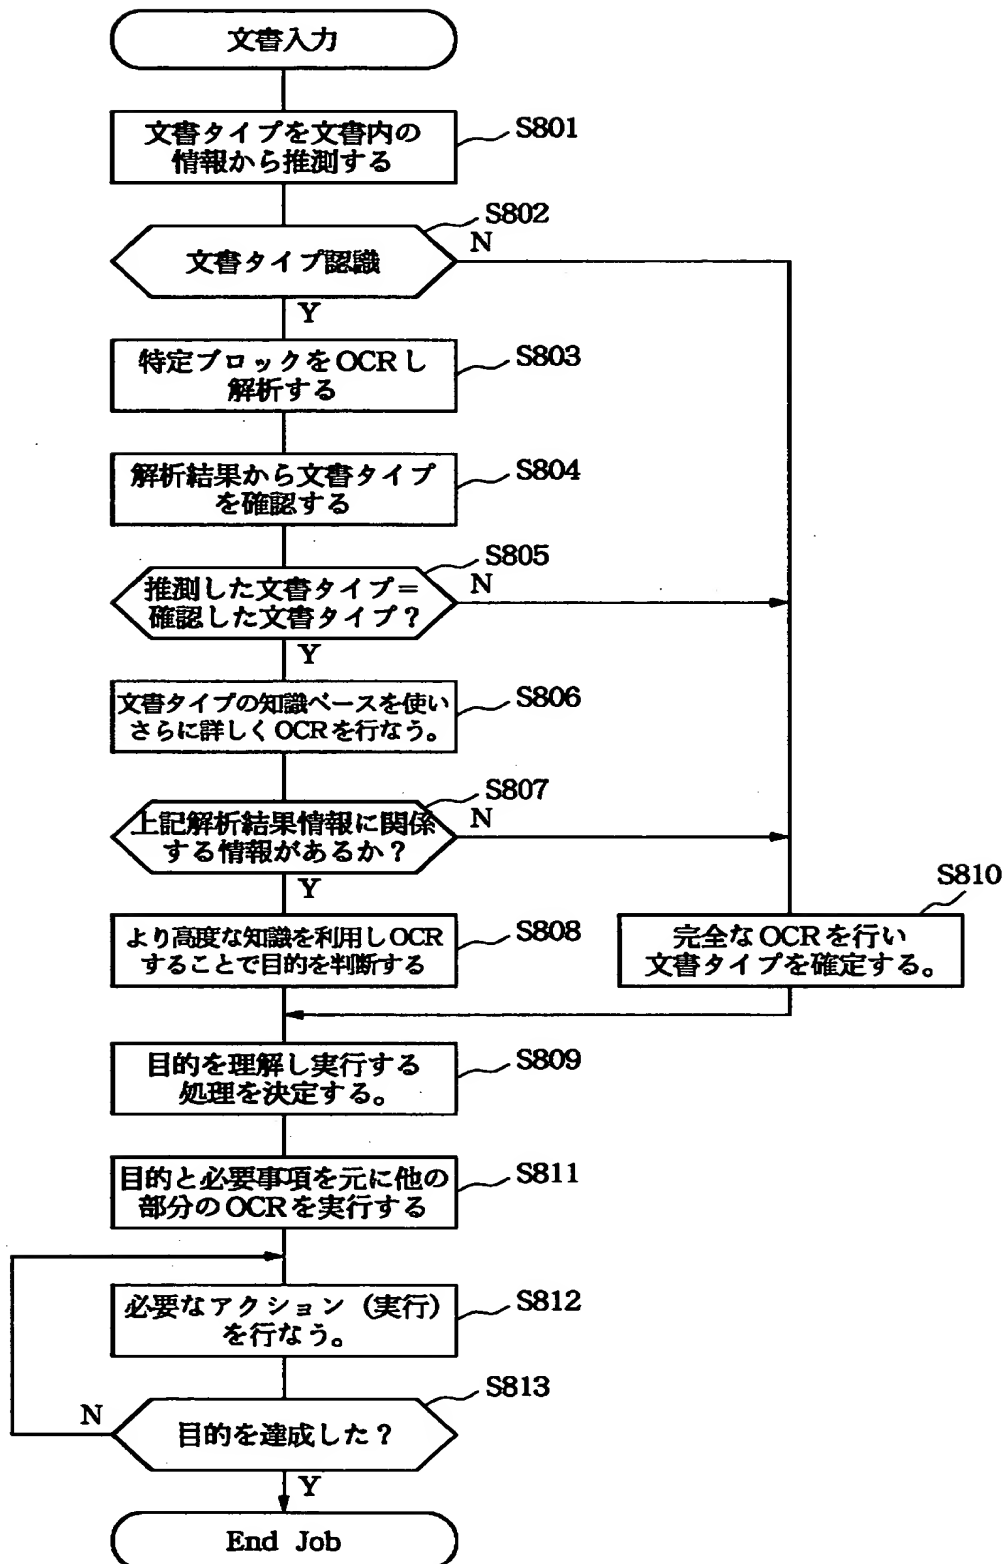 文書入力
文書タイプを文書内の
情報から推測する
S801
S802
文書タイプ認識
N
Y
特定ブロックをOCRし
解析する
S803
解析結果から文書タイプ
を確認する
S804
S805
推測した文書タイプ＝
確認した文書タイプ？
N
Y
文書タイプの知識ベースを使い
さらに詳しくOCRを行なう。
S806
S807
上記解析結果情報に関係
する情報があるか？
N
Y
S810
より高度な知識を利用しOCR
することで目的を判断する
S808
完全なOCRを行い
文書タイプを確定する。
目的を理解し実行する
処理を決定する。
S809
目的と必要事項を元に他の
部分のOCRを実行する
S811
必要なアクション（実行）
を行なう。
S812
S813
N
目的を達成した？
Y
End Job